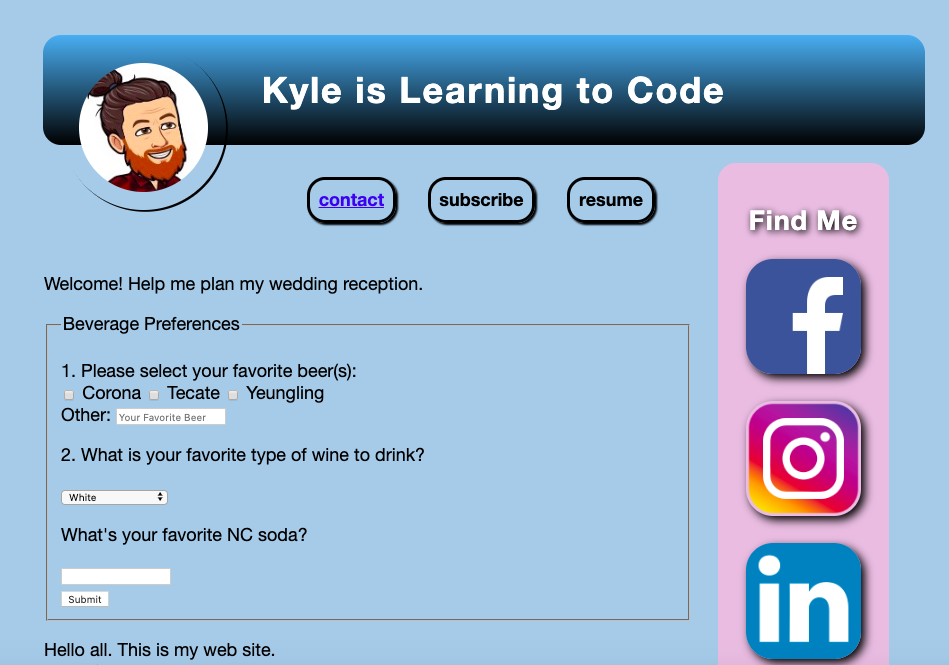 Kyle is Learning to Code
contact subscribe resume
Find Me
Welcome! Help me plan my wedding reception.
Beverage Preferences
1. Please select your favorite beer(s):
Corona Tecate Yeungling
Other: Your Favorite Beer
2. What is your favorite type of wine to drink?
White
What's your favorite NC soda?
Submit
Hello all. This is my web site.
f
in